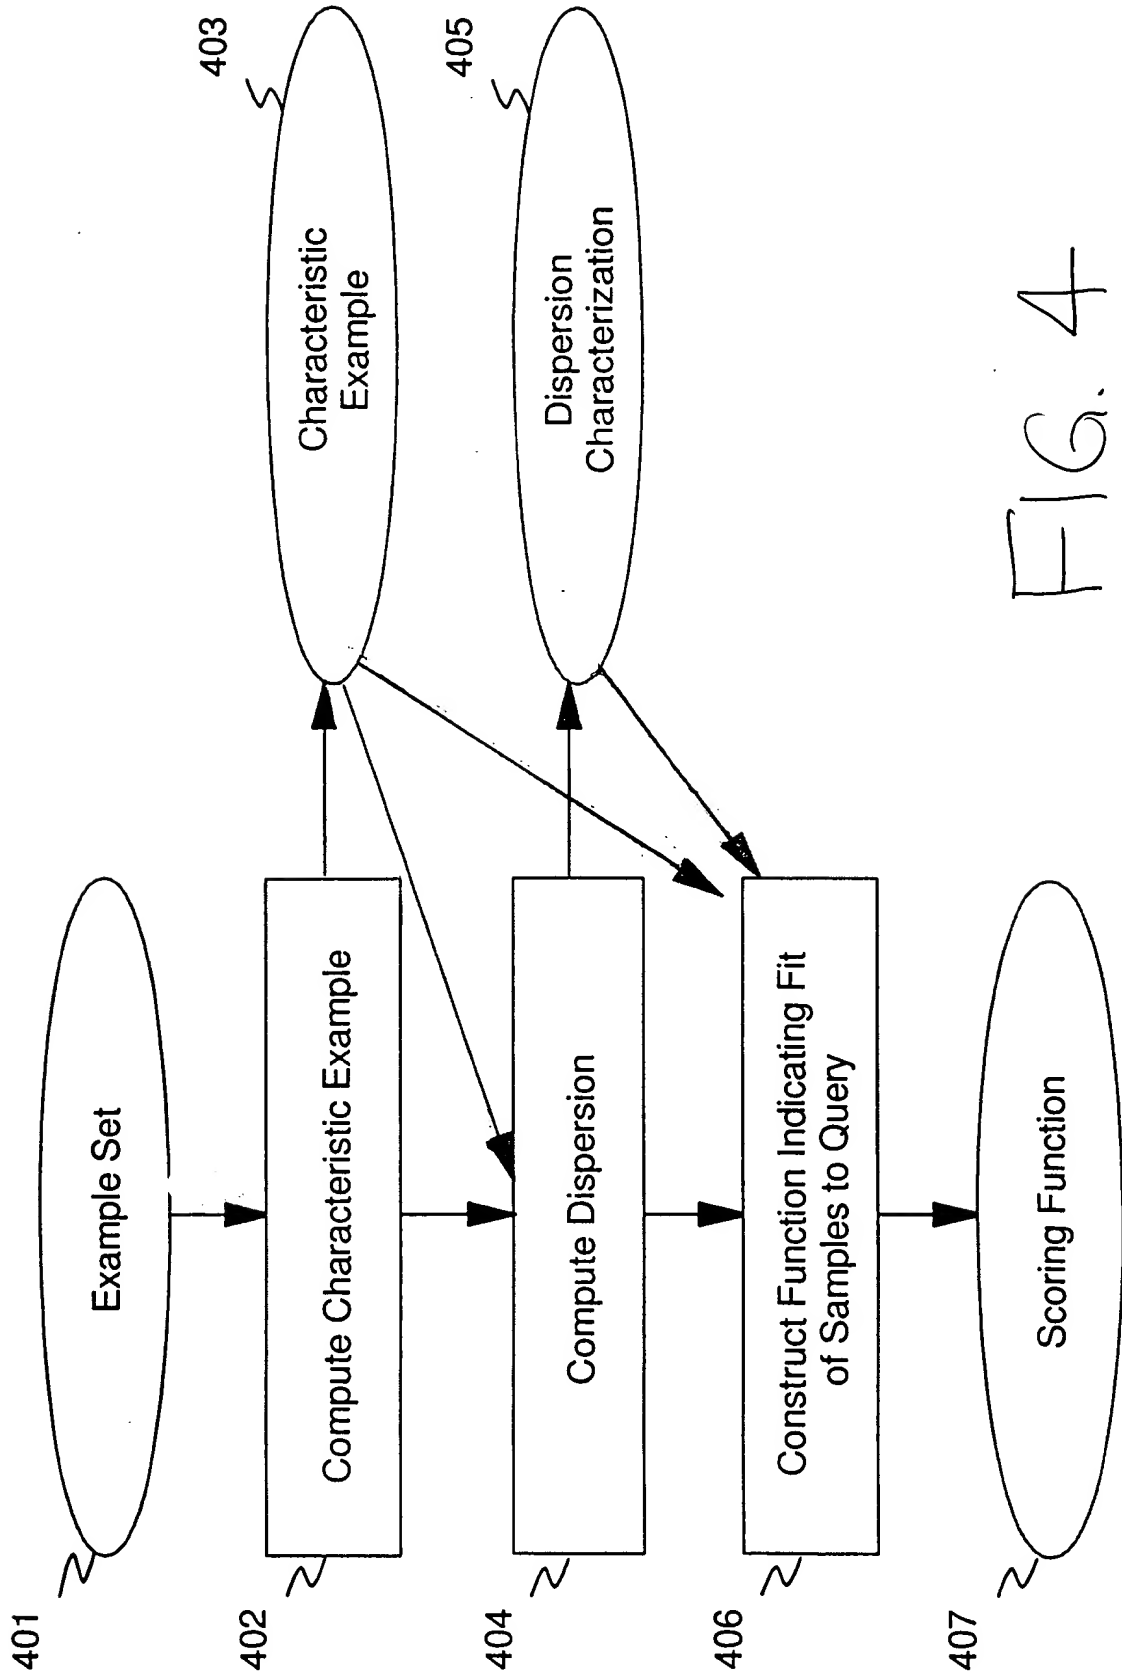 401
Example Set
402
Compute Characteristic Example
403
Characteristic
Example
404
Compute Dispersion
405
Dispersion
Characterization
406
Construct Function Indicating Fit
of Samples to Query
407
Scoring Function
FIG. 4